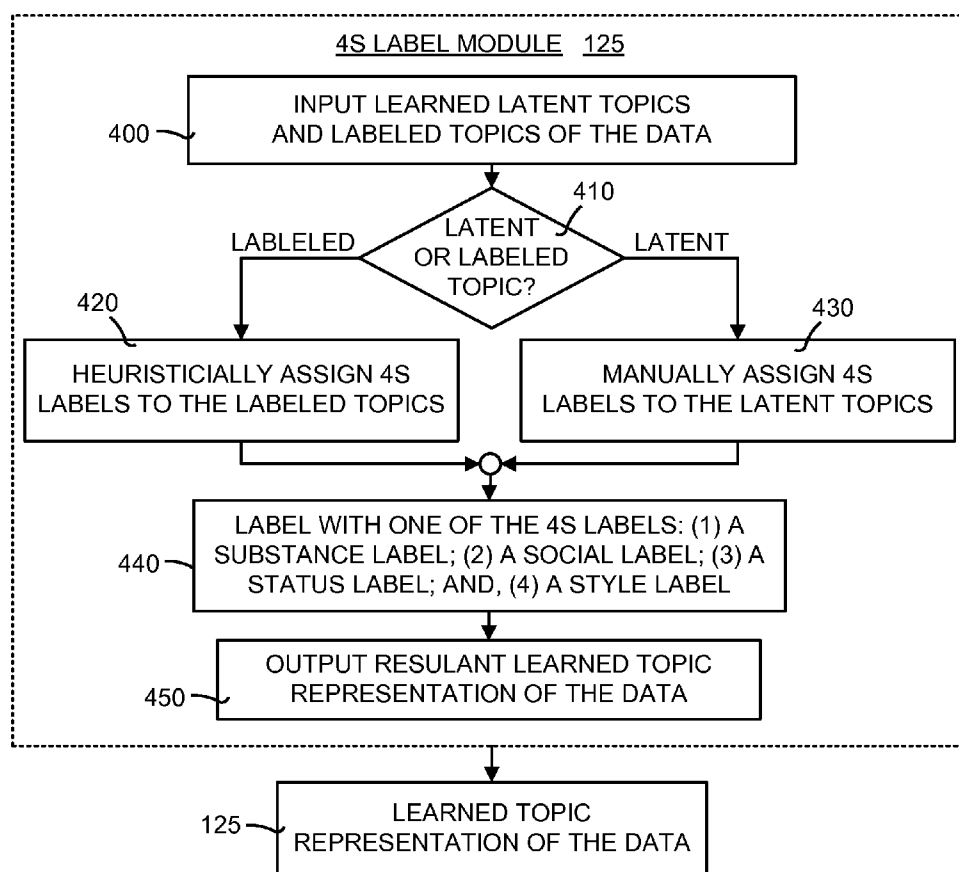 4S LABEL MODULE 125
INPUT LEARNED LATENT TOPICS
AND LABELED TOPICS OF THE DATA
400
410
LATENT
OR LABELED
TOPIC?
LABLELED
LATENT
420
430
HEURISTICIALLY ASSIGN 4S
LABELS TO THE LABELED TOPICS
MANUALLY ASSIGN 4S
LABELS TO THE LATENT TOPICS
LABEL WITH ONE OF THE 4S LABELS: (1) A
SUBSTANCE LABEL; (2) A SOCIAL LABEL; (3) A
STATUS LABEL; AND, (4) A STYLE LABEL
440
OUTPUT RESULANT LEARNED TOPIC
REPRESENTATION OF THE DATA
450
LEARNED TOPIC
REPRESENTATION OF THE DATA
125